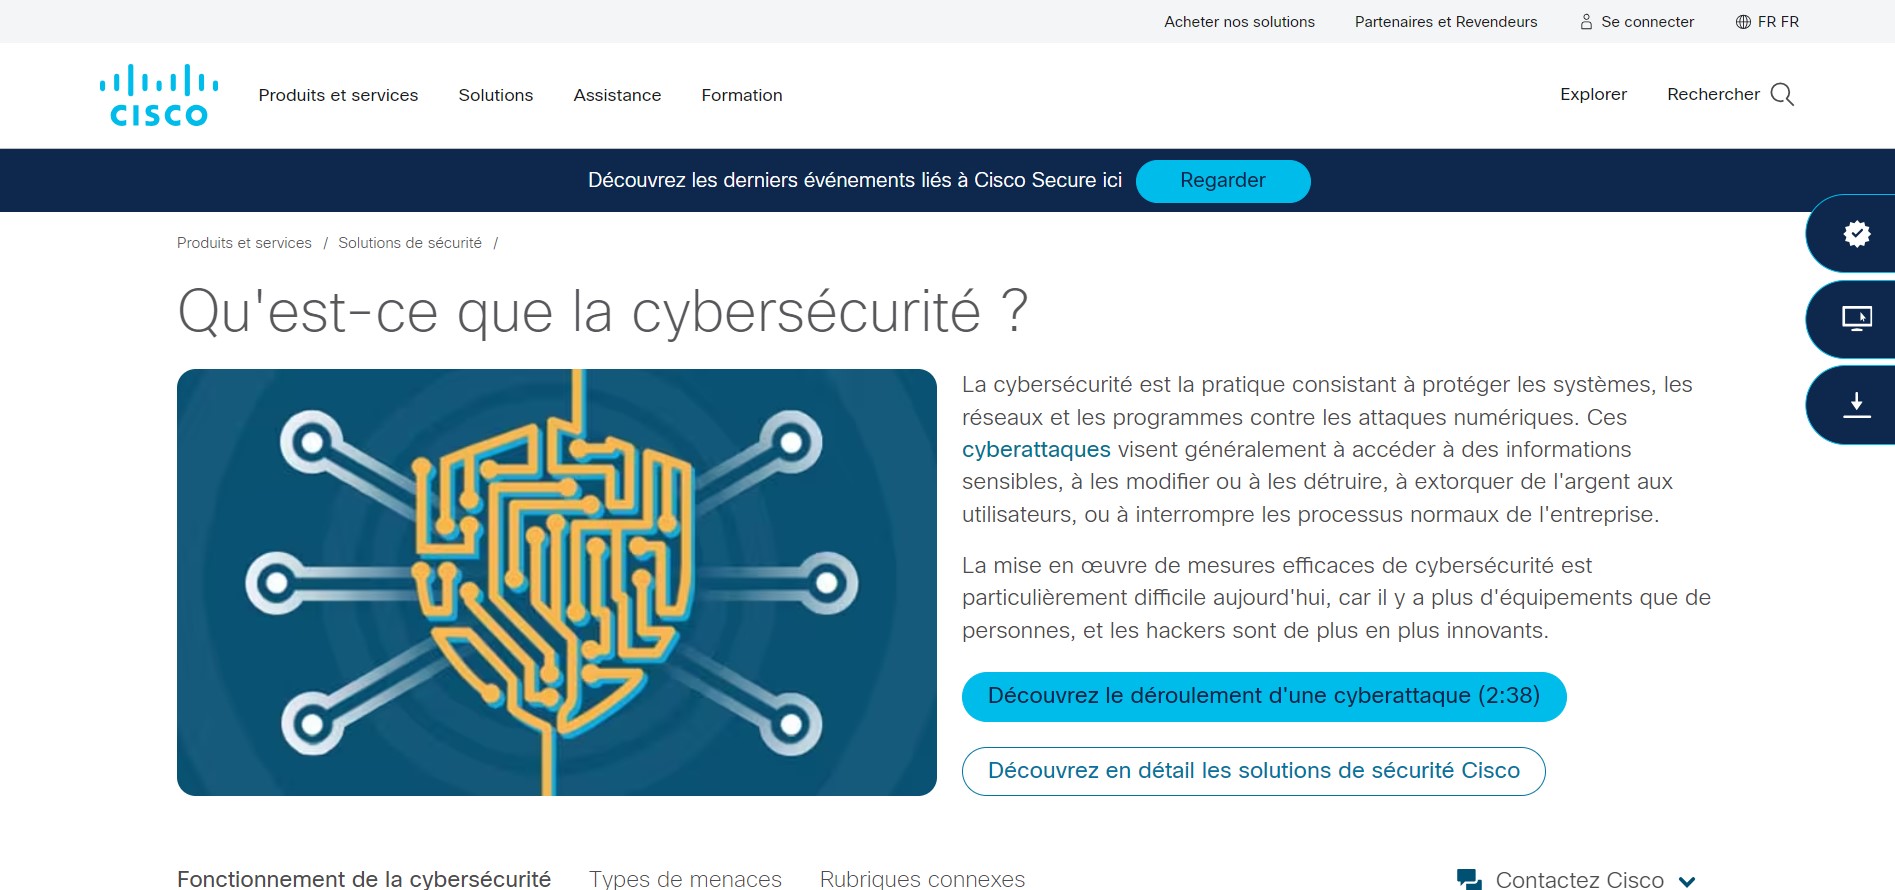 Acheter nos solutions Partenaires et Revendeurs Se connecter FR FR
CISCO
Produits et services Solutions Assistance Formation Explorer Rechercher
Découvrez les derniers événements liés à Cisco Secure ici Regarder
Produits et services / Solutions de sécurité /
Qu'est-ce que la cybersécurité ?
La cybersécurité est la pratique consistant à protéger les systèmes, les
réseaux et les programmes contre les attaques numériques. Ces
cyberattaques visent généralement à accéder à des informations
sensibles, à les modifier ou à les détruire, à extorquer de l'argent aux
utilisateurs, ou à interrompre les processus normaux de l'entreprise.
La mise en œuvre de mesures efficaces de cybersécurité est
particulièrement difficile aujourd'hui, car il y a plus d'équipements que de
personnes, et les hackers sont de plus en plus innovants.
Découvrez le déroulement d'une cyberattaque (2:38)
Découvrez en détail les solutions de sécurité Cisco
Fonctionnement de la cybersécurité Types de menaces Rubriques connexes Contactez Cisco